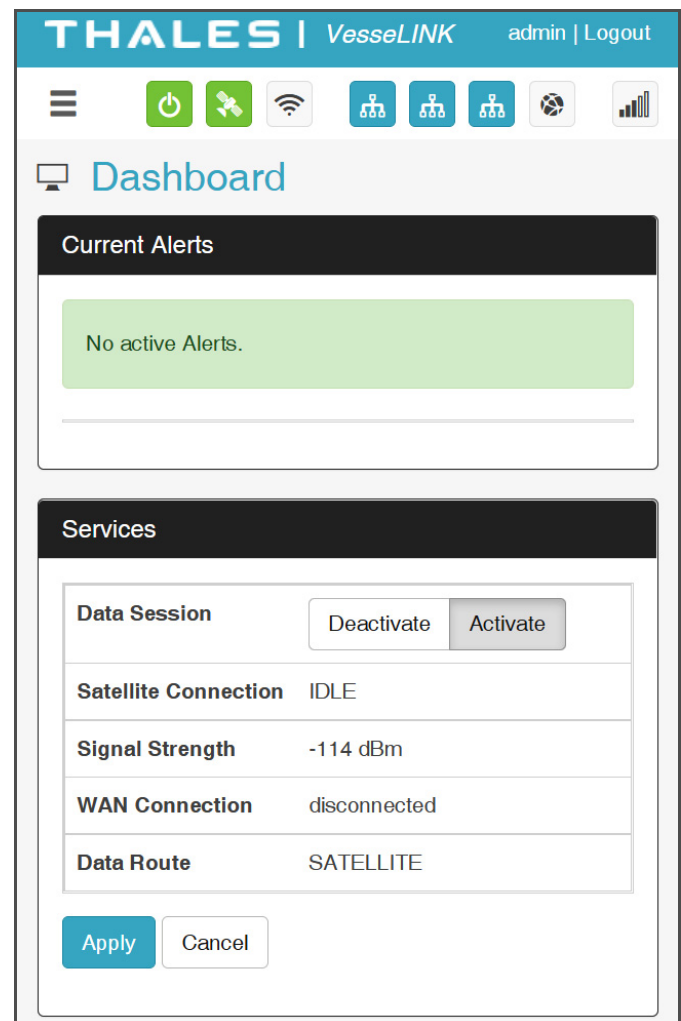 THALES | VesseLINK admin | Logout
Dashboard
Current Alerts
No active Alerts.
Services
Data Session Deactivate Activate
Satellite Connection IDLE
Signal Strength -114 dBm
WAN Connection disconnected
Data Route SATELLITE
Apply Cancel